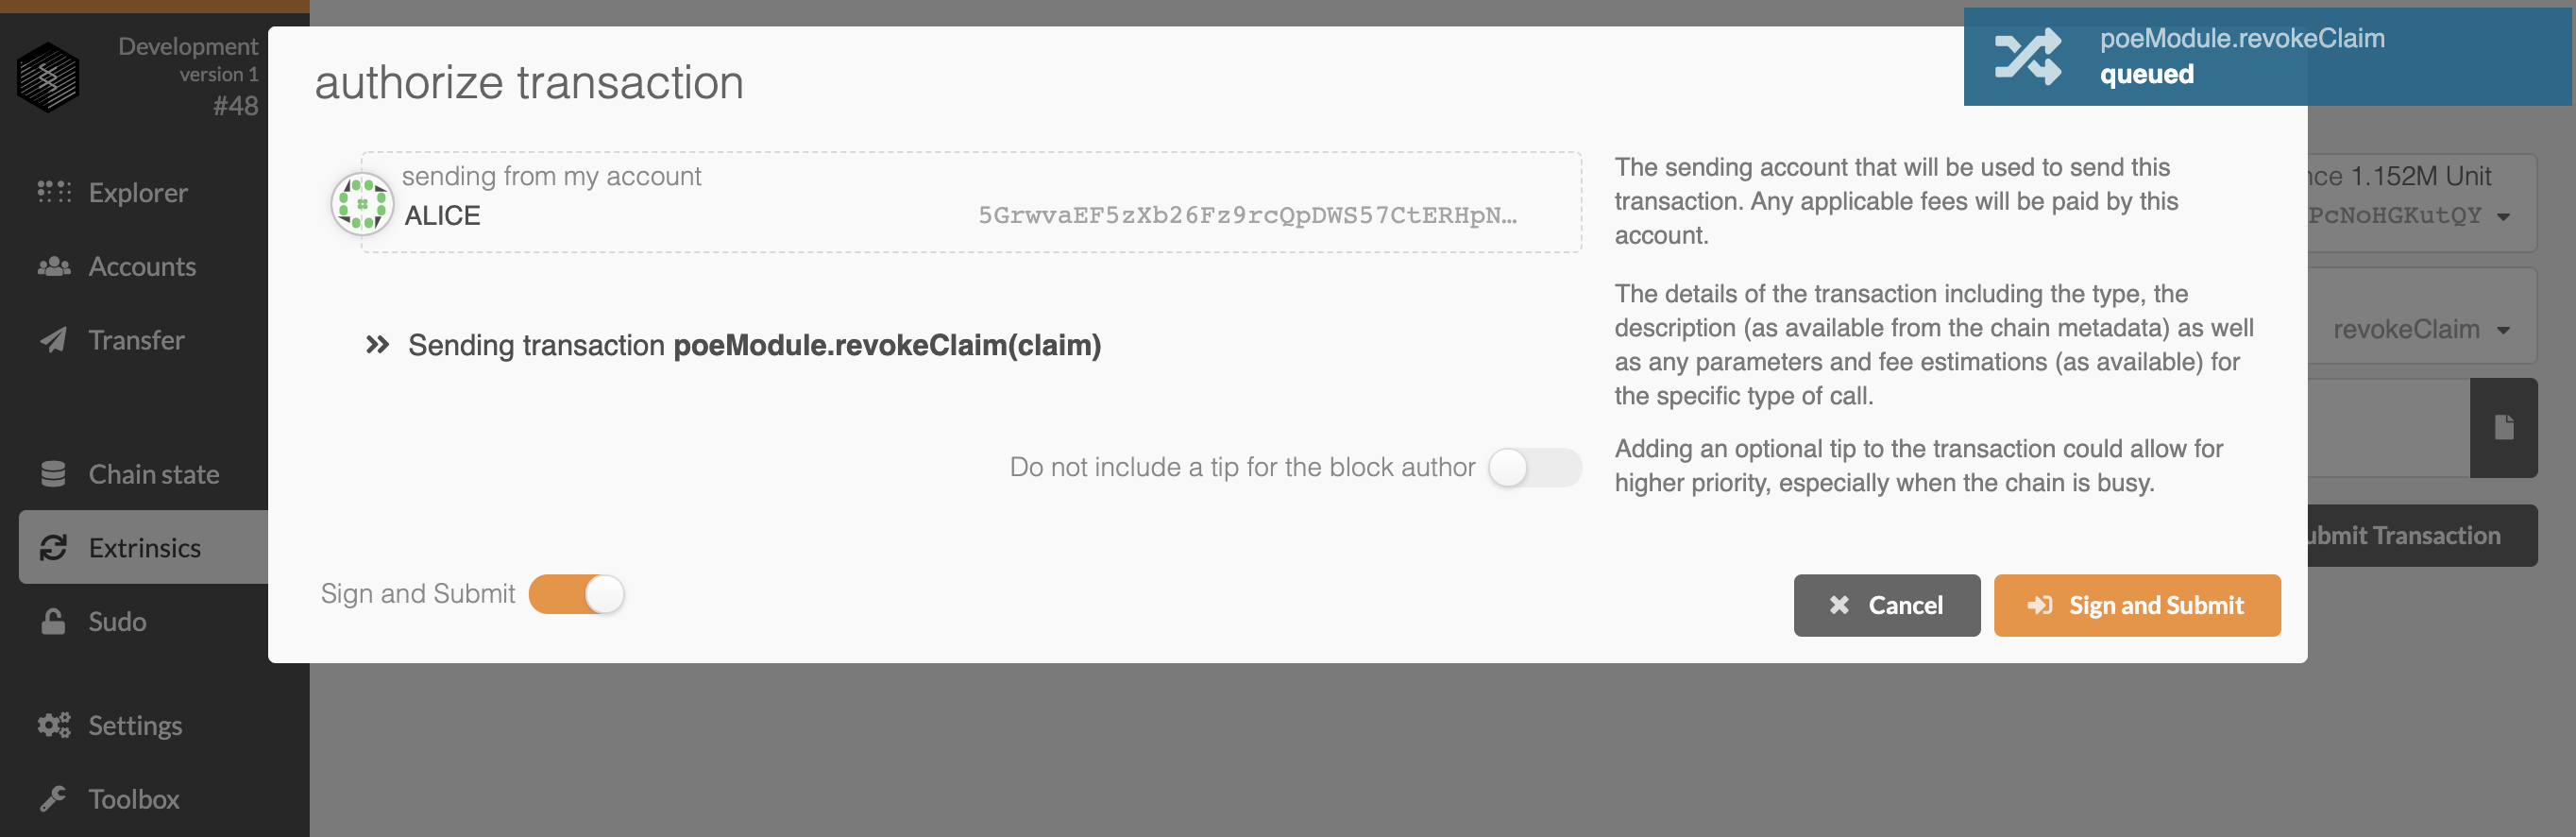 Development
version 1
#48
Explorer
Accounts
Transfer
Chain state
Extrinsics
Sudo
Settings
Toolbox
authorize transaction
sending from my account
ALICE
5GrwvaEF5zXb26Fz9rcQpDWS57CtERHpN…
The sending account that will be used to send this
transaction. Any applicable fees will be paid by this
account.
Sending transaction poeModule.revokeClaim(claim)
The details of the transaction including the type, the
description (as available from the chain metadata) as well
as any parameters and fee estimations (as available) for
the specific type of call.
Do not include a tip for the block author
Adding an optional tip to the transaction could allow for
higher priority, especially when the chain is busy.
Sign and Submit
Cancel
Sign and Submit
poeModule.revokeClaim
queued
nce 1.152M Unit
PcNoHGKutQY
revokeClaim
ubmit Transaction